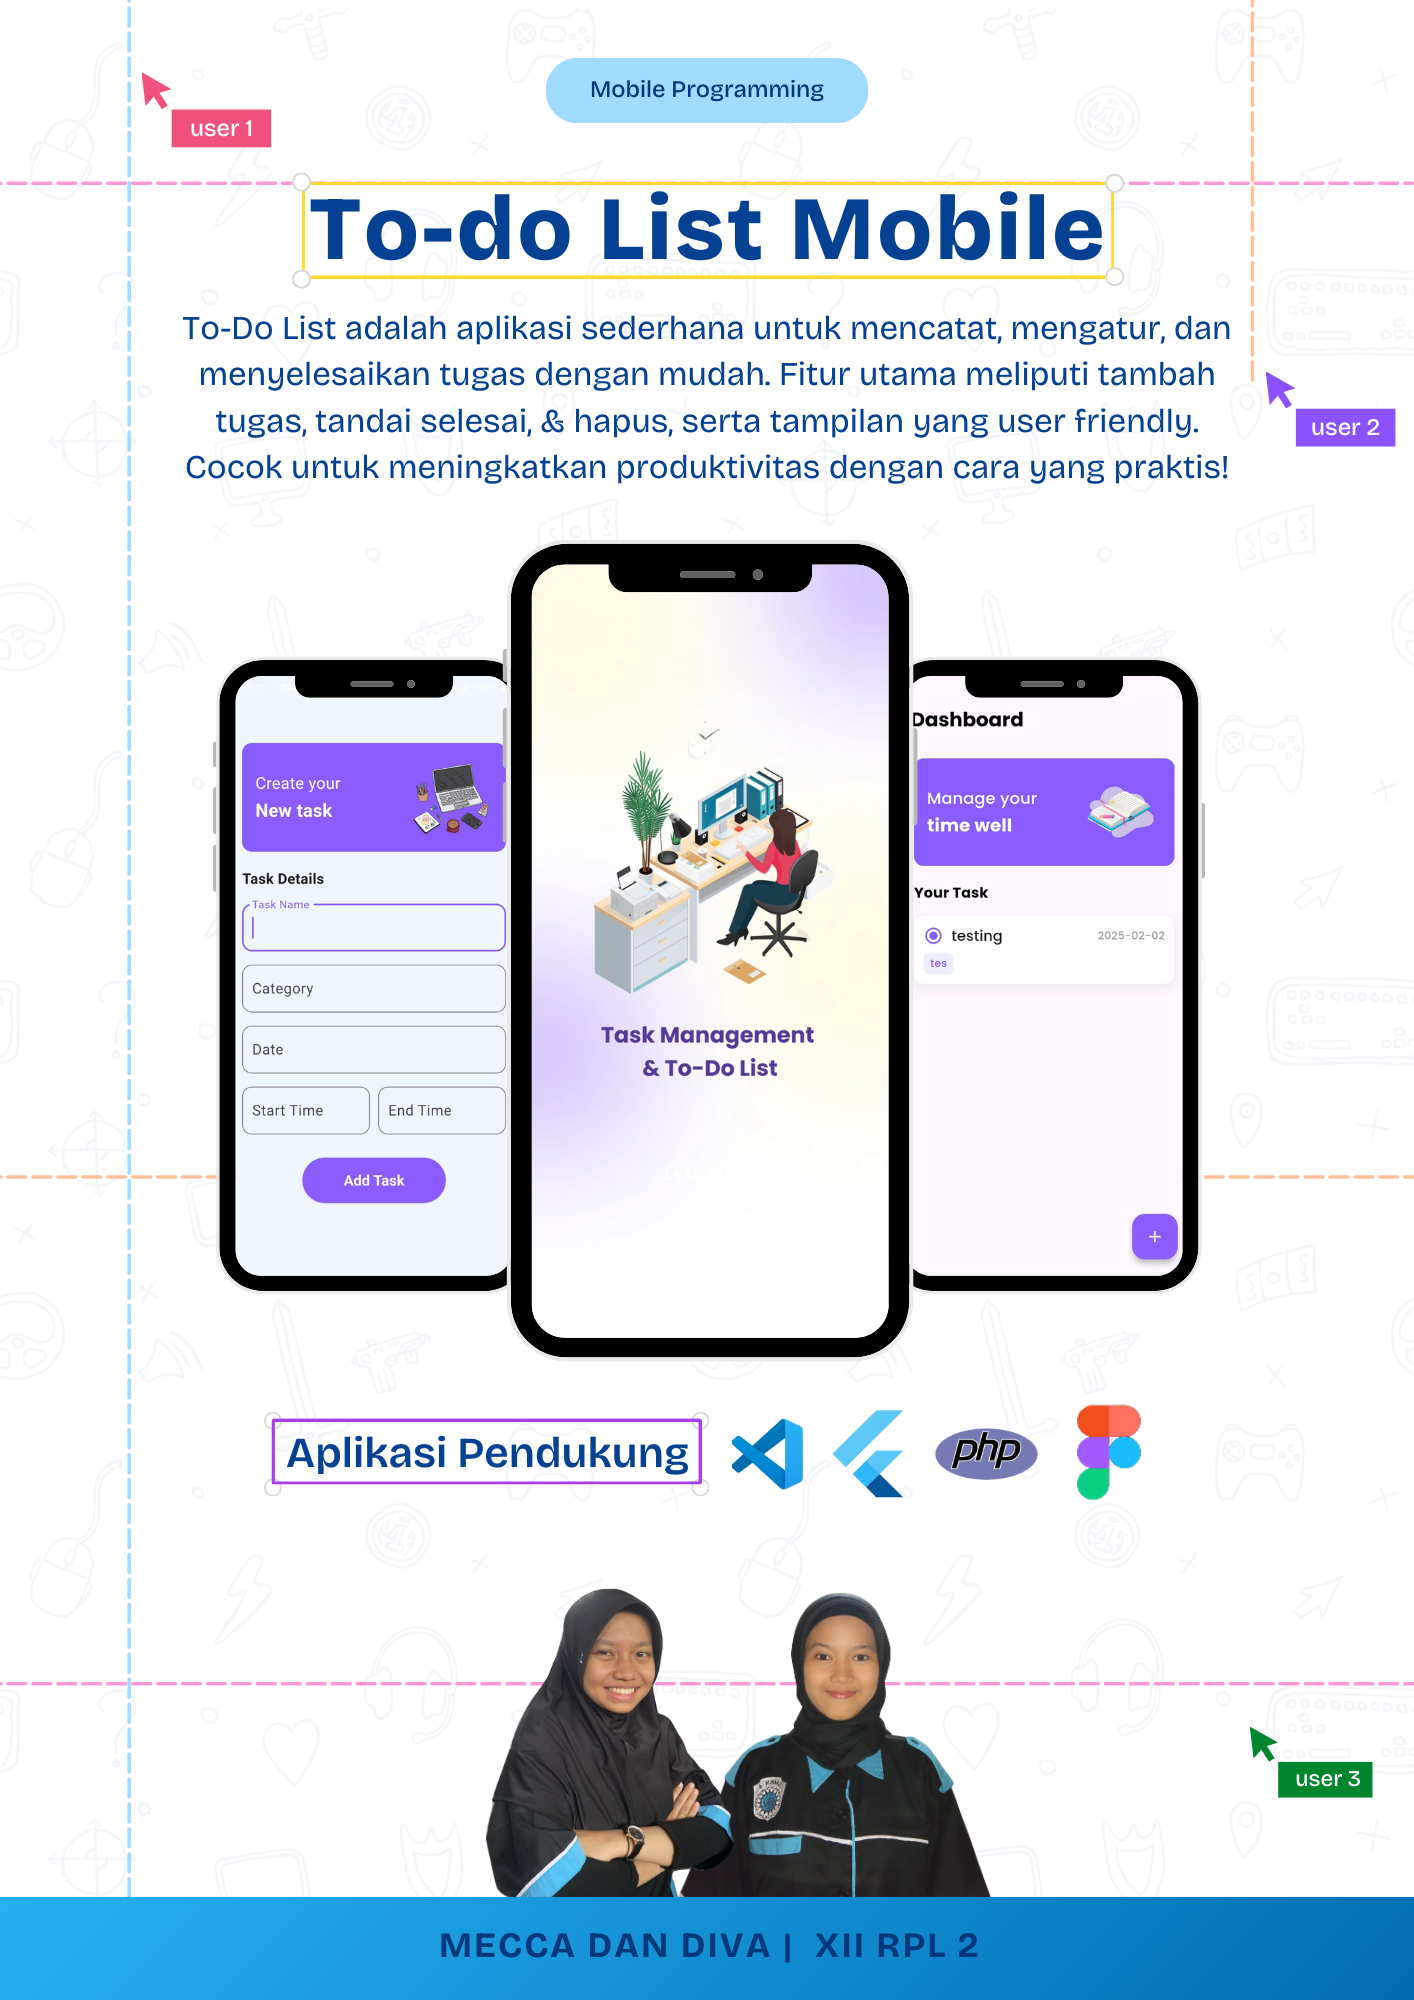 Mobile Programming
user 1
To-do List Mobile
To-Do List adalah aplikasi sederhana untuk mencatat, mengatur, dan
menyelesaikan tugas dengan mudah. Fitur utama meliputi tambah
tugas, tandai selesai, & hapus, serta tampilan yang user friendly.
Cocok untuk meningkatkan produktivitas dengan cara yang praktis!
user 2
Create your
New task
Task Details
Task Name
Category
Date
Start Time
End Time
Add Task
Task Management
& To-Do List
Dashboard
Manage your
time well
Your Task
testing
2025-02-02
tes
+
Aplikasi Pendukung
php
user 3
MECCA DAN DIVA | XII RPL 2